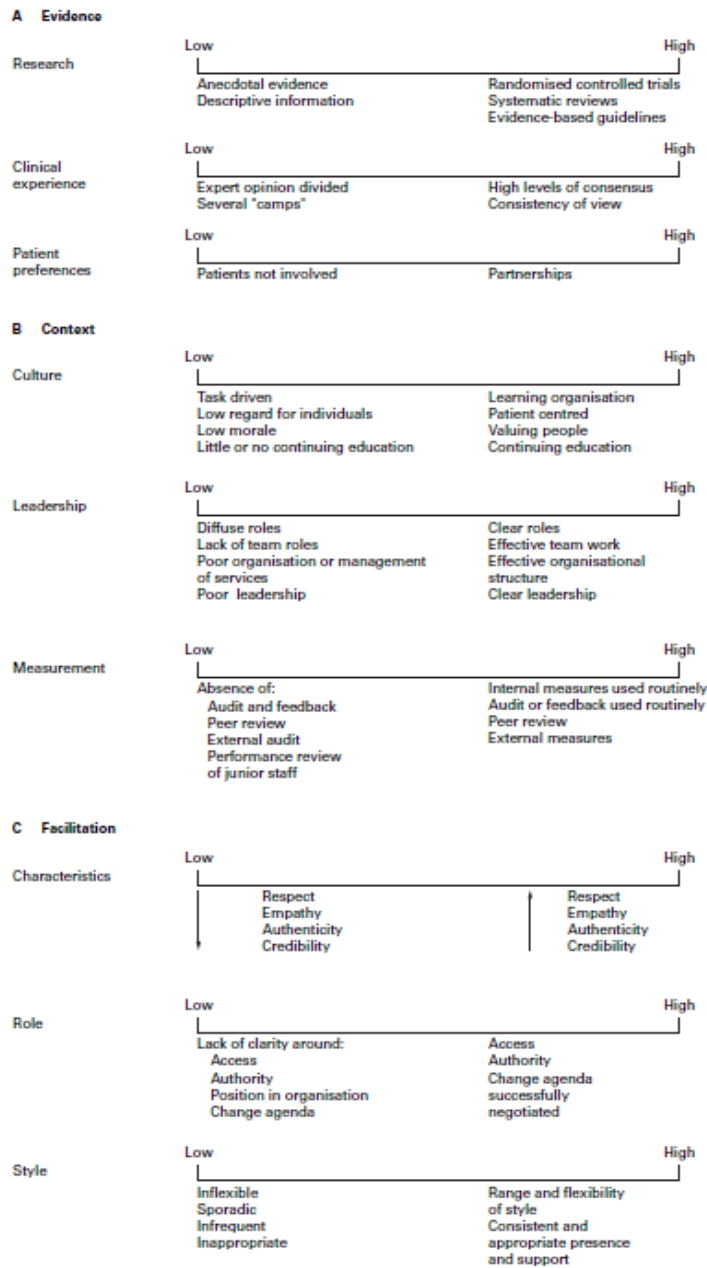 A Evidence
Low High
Research
Anecdotal evidence Randomised controlled trials
Descriptive information Systematic reviews
Evidence-based guidelines
Low High
Clinical
experience
Expert opinion divided High levels of consensus
Several "camps" Consistency of view
Low High
Patient
preferences
Patients not involved Partnerships
B Context
Low High
Culture
Task driven Learning organisation
Low regard for individuals Patient centred
Low morale Valuing people
Little or no continuing education Continuing education
Low High
Leadership
Diffuse roles Clear roles
Lack of team roles Effective team work
Poor organisation or management Effective organisational
of services structure
Poor leadership Clear leadership
Low High
Measurement
Absence of: Internal measures used routinely
Audit and feedback Audit or feedback used routinely
Peer review Peer review
External audit External measures
Performance review
of junior staff
C Facilitation
Low High
Characteristics
Respect Respect
Empathy Empathy
Authenticity Authenticity
Credibility Credibility
Low High
Role
Lack of clarity around: Access
Access Authority
Authority Change agenda
Position in organisation successfully
Change agenda negotiated
Low High
Style
Inflexible Range and flexibility
Sporadic of style
Infrequent Consistent and
Inappropriate appropriate presence
and support